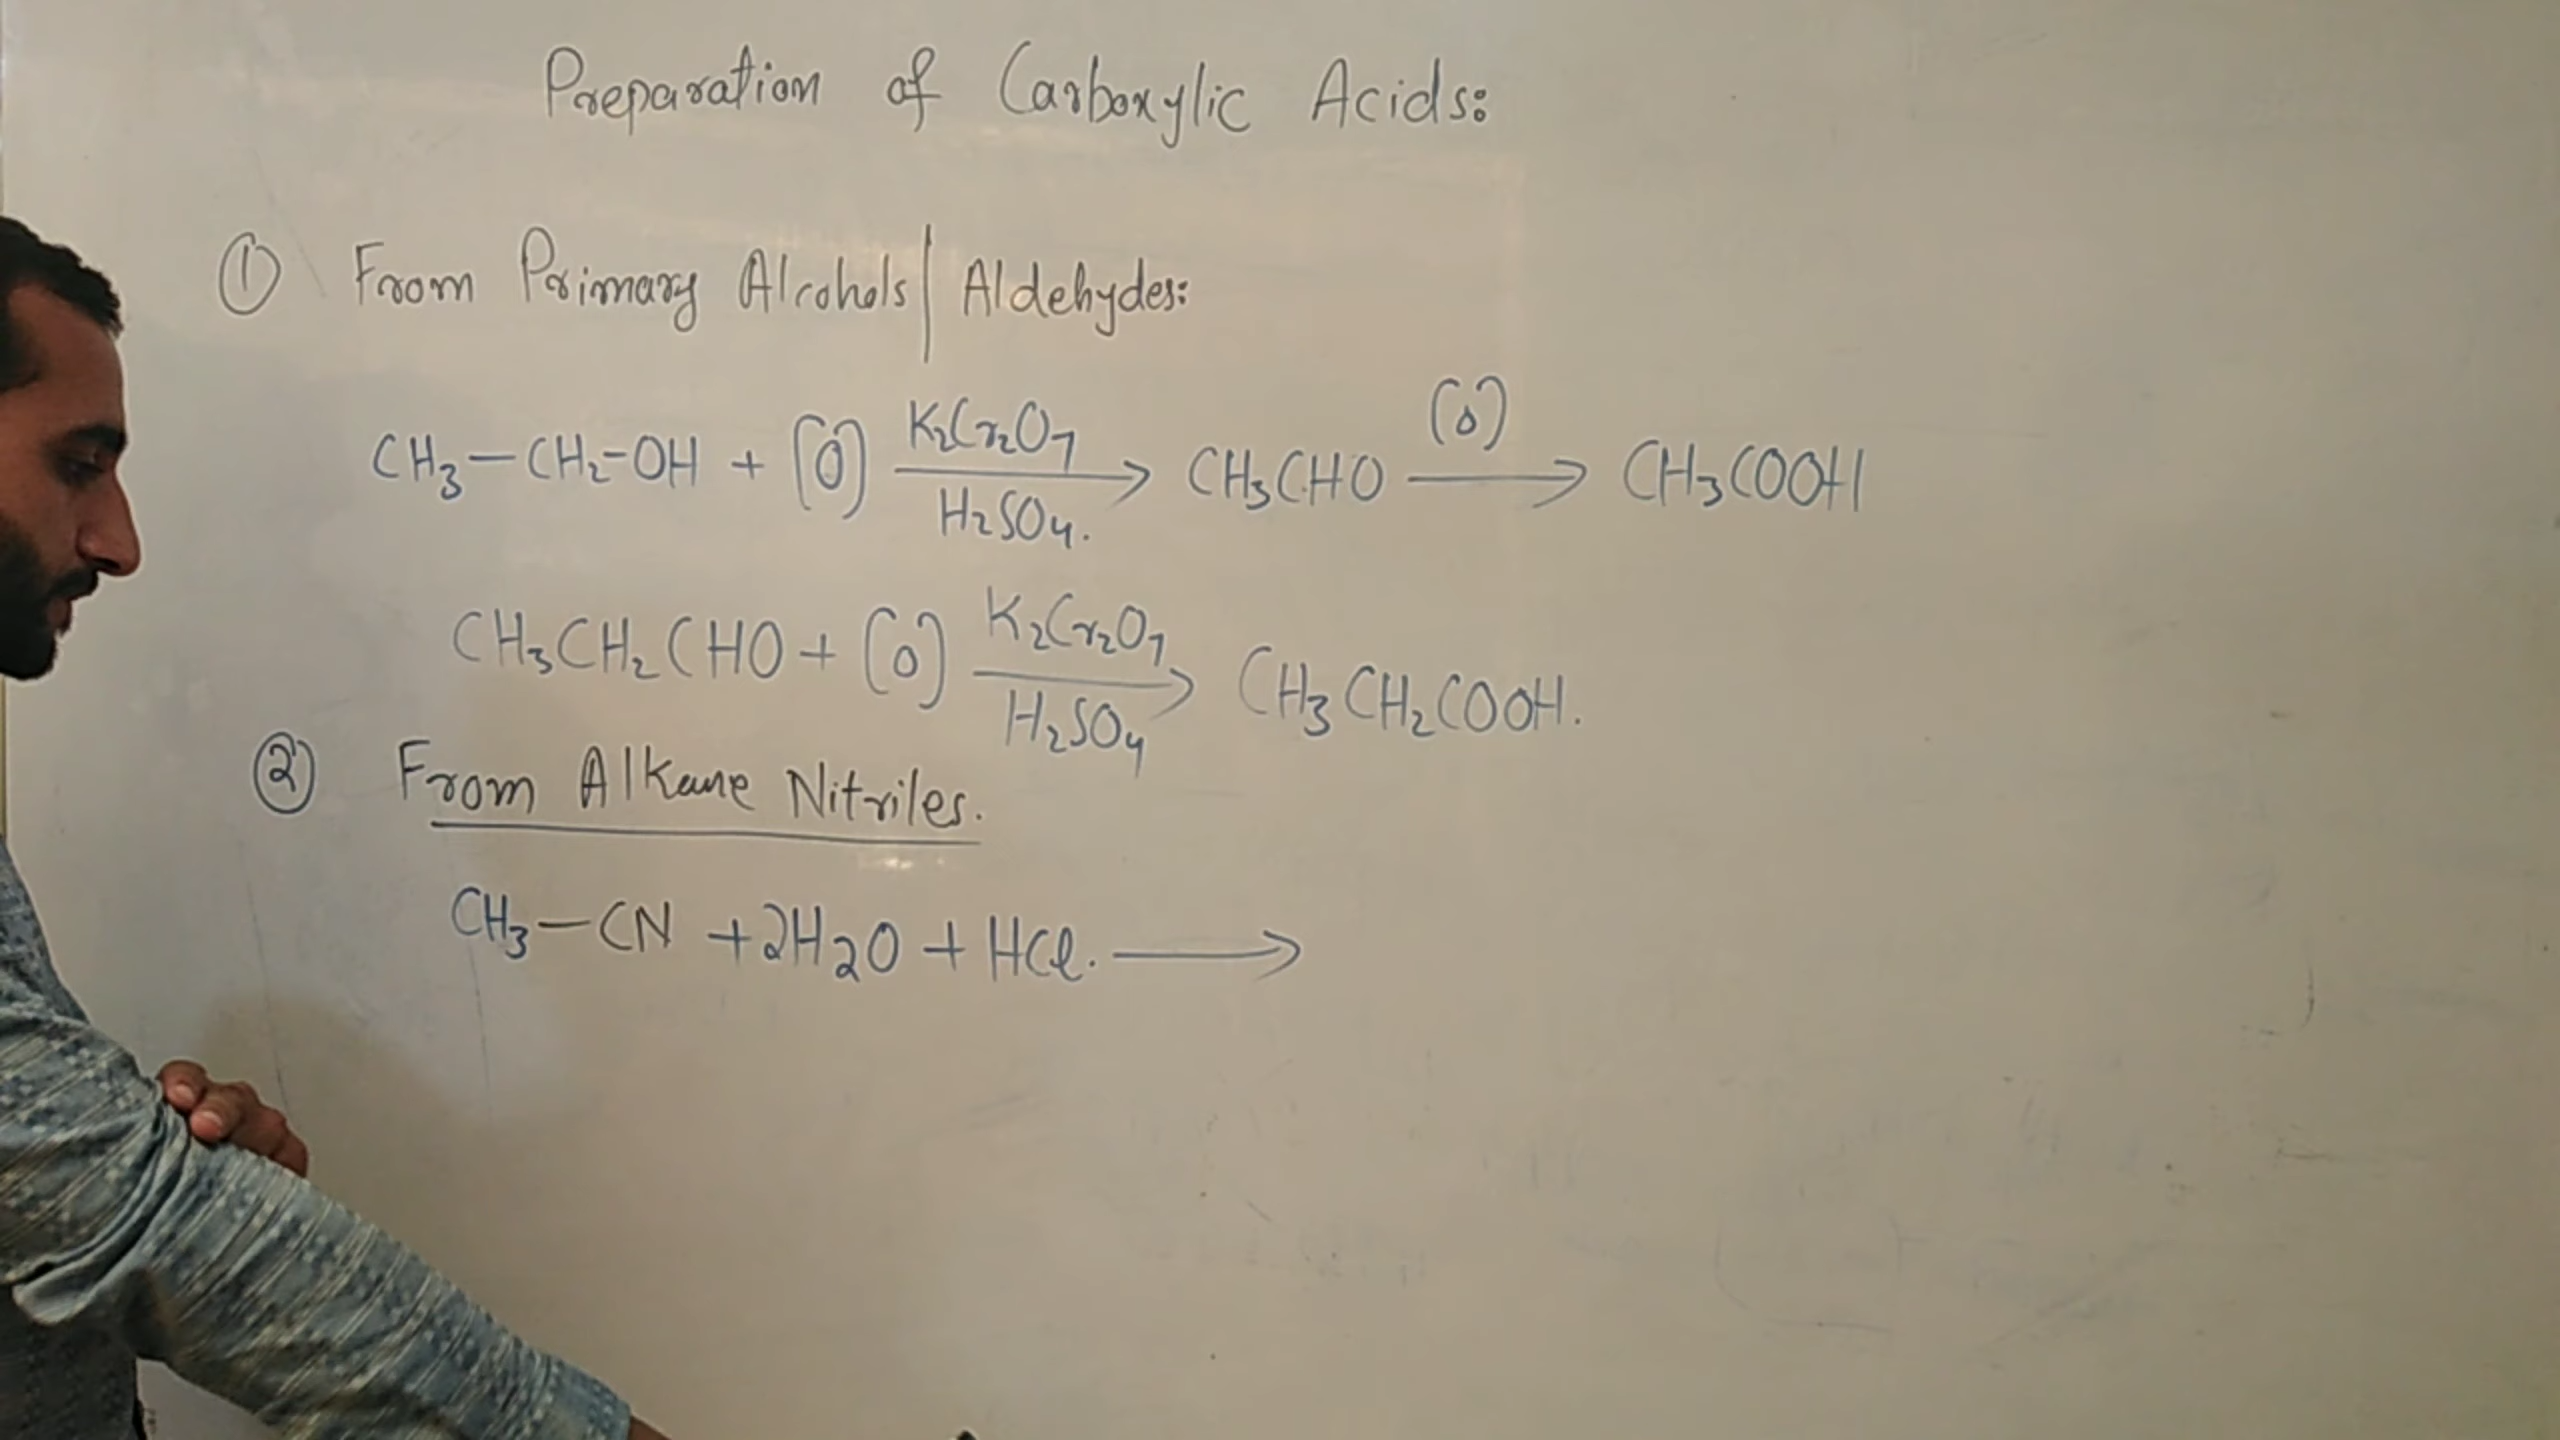 Preparation of Carboxylic Acids:
① From Primary Alcohols | Aldehydes:
CH₃—CH₂-OH + [O] K₂Cr₂O₇ / H₂SO₄. → CH₃CHO (O) → CH₃COOH
CH₃CH₂CHO + [O] K₂Cr₂O₇ / H₂SO₄ → CH₃CH₂COOH.
② From Alkane Nitriles.
CH₃—CN + 2H₂O + HCl. →